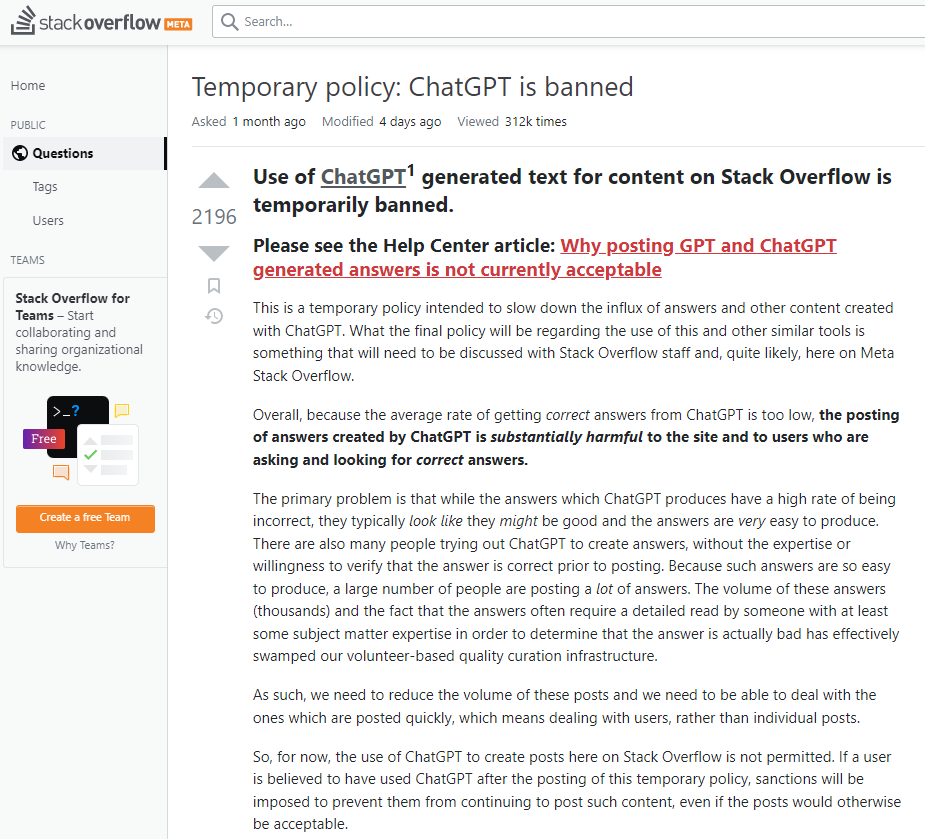 stackoverflow META
Search...
Home
PUBLIC
Questions
Tags
Users
TEAMS
Stack Overflow for
Teams – Start
collaborating and
sharing organizational
knowledge.
>_?
Free
Create a free Team
Why Teams?
Temporary policy: ChatGPT is banned
Asked 1 month ago Modified 4 days ago Viewed 312k times
2196
Use of ChatGPT1 generated text for content on Stack Overflow is
temporarily banned.
Please see the Help Center article: Why posting GPT and ChatGPT
generated answers is not currently acceptable
This is a temporary policy intended to slow down the influx of answers and other content created
with ChatGPT. What the final policy will be regarding the use of this and other similar tools is
something that will need to be discussed with Stack Overflow staff and, quite likely, here on Meta
Stack Overflow.
Overall, because the average rate of getting correct answers from ChatGPT is too low, the posting
of answers created by ChatGPT is substantially harmful to the site and to users who are
asking and looking for correct answers.
The primary problem is that while the answers which ChatGPT produces have a high rate of being
incorrect, they typically look like they might be good and the answers are very easy to produce.
There are also many people trying out ChatGPT to create answers, without the expertise or
willingness to verify that the answer is correct prior to posting. Because such answers are so easy
to produce, a large number of people are posting a lot of answers. The volume of these answers
(thousands) and the fact that the answers often require a detailed read by someone with at least
some subject matter expertise in order to determine that the answer is actually bad has effectively
swamped our volunteer-based quality curation infrastructure.
As such, we need to reduce the volume of these posts and we need to be able to deal with the
ones which are posted quickly, which means dealing with users, rather than individual posts.
So, for now, the use of ChatGPT to create posts here on Stack Overflow is not permitted. If a user
is believed to have used ChatGPT after the posting of this temporary policy, sanctions will be
imposed to prevent them from continuing to post such content, even if the posts would otherwise
be acceptable.